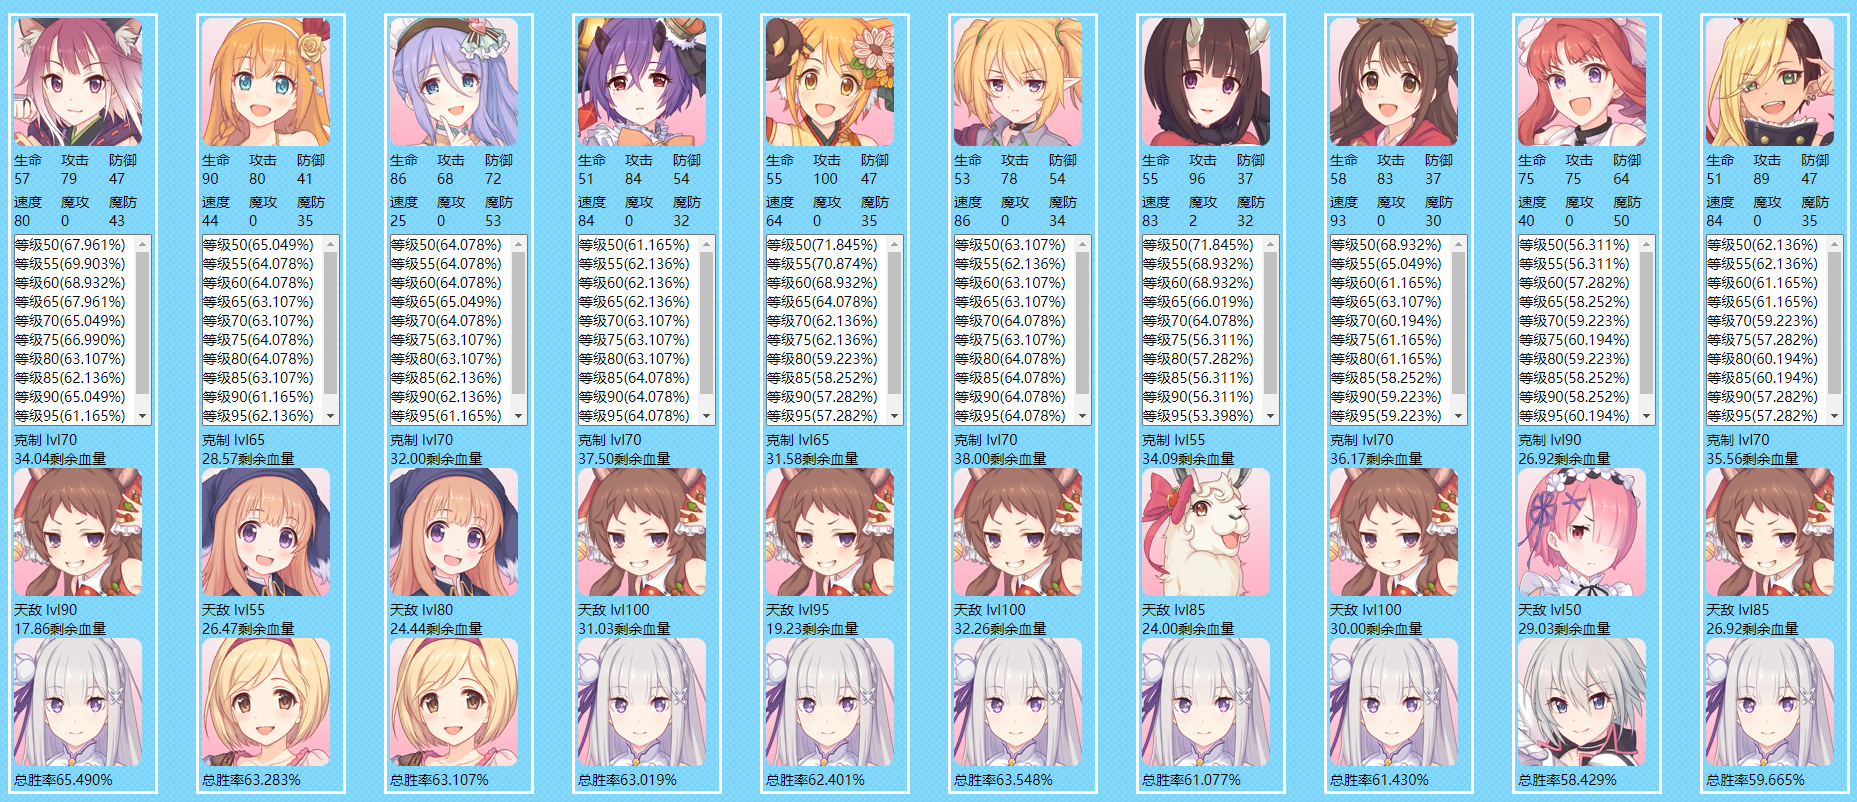 生命 攻击 防御
57 79 47
速度 魔攻 魔防
80 0 43
等级50(67.961%)
等级55(69.903%)
等级60(68.932%)
等级65(67.961%)
等级70(65.049%)
等级75(66.990%)
等级80(63.107%)
等级85(62.136%)
等级90(65.049%)
等级95(61.165%)
克制 lvl70
34.04剩余血量
天敌 lvl90
17.86剩余血量
总胜率65.490%
生命 攻击 防御
90 80 41
速度 魔攻 魔防
44 0 35
等级50(65.049%)
等级55(64.078%)
等级60(64.078%)
等级65(63.107%)
等级70(63.107%)
等级75(64.078%)
等级80(64.078%)
等级85(63.107%)
等级90(61.165%)
等级95(62.136%)
克制 lvl65
28.57剩余血量
天敌 lvl55
26.47剩余血量
总胜率63.283%
生命 攻击 防御
86 68 72
速度 魔攻 魔防
25 0 53
等级50(64.078%)
等级55(64.078%)
等级60(64.078%)
等级65(65.049%)
等级70(64.078%)
等级75(63.107%)
等级80(63.107%)
等级85(62.136%)
等级90(62.136%)
等级95(61.165%)
克制 lvl70
32.00剩余血量
天敌 lvl80
24.44剩余血量
总胜率63.107%
生命 攻击 防御
51 84 54
速度 魔攻 魔防
84 0 32
等级50(61.165%)
等级55(62.136%)
等级60(62.136%)
等级65(62.136%)
等级70(63.107%)
等级75(63.107%)
等级80(63.107%)
等级85(64.078%)
等级90(64.078%)
等级95(64.078%)
克制 lvl70
37.50剩余血量
天敌 lvl100
31.03剩余血量
总胜率63.019%
生命 攻击 防御
55 100 47
速度 魔攻 魔防
64 0 35
等级50(71.845%)
等级55(70.874%)
等级60(68.932%)
等级65(64.078%)
等级70(62.136%)
等级75(62.136%)
等级80(59.223%)
等级85(58.252%)
等级90(57.282%)
等级95(57.282%)
克制 lvl65
31.58剩余血量
天敌 lvl95
19.23剩余血量
总胜率62.401%
生命 攻击 防御
53 78 54
速度 魔攻 魔防
86 0 34
等级50(63.107%)
等级55(62.136%)
等级60(63.107%)
等级65(63.107%)
等级70(64.078%)
等级75(63.107%)
等级80(64.078%)
等级85(64.078%)
等级90(64.078%)
等级95(64.078%)
克制 lvl70
38.00剩余血量
天敌 lvl100
32.26剩余血量
总胜率63.548%
生命 攻击 防御
55 96 37
速度 魔攻 魔防
83 2 32
等级50(71.845%)
等级55(68.932%)
等级60(68.932%)
等级65(66.019%)
等级70(64.078%)
等级75(56.311%)
等级80(57.282%)
等级85(56.311%)
等级90(56.311%)
等级95(53.398%)
克制 lvl55
34.09剩余血量
天敌 lvl85
24.00剩余血量
总胜率61.077%
生命 攻击 防御
58 83 37
速度 魔攻 魔防
93 0 30
等级50(68.932%)
等级55(65.049%)
等级60(61.165%)
等级65(63.107%)
等级70(60.194%)
等级75(61.165%)
等级80(61.165%)
等级85(58.252%)
等级90(59.223%)
等级95(59.223%)
克制 lvl70
36.17剩余血量
天敌 lvl100
30.00剩余血量
总胜率61.430%
生命 攻击 防御
75 75 64
速度 魔攻 魔防
40 0 50
等级50(56.311%)
等级55(56.311%)
等级60(57.282%)
等级65(58.252%)
等级70(59.223%)
等级75(60.194%)
等级80(59.223%)
等级85(58.252%)
等级90(58.252%)
等级95(60.194%)
克制 lvl90
26.92剩余血量
天敌 lvl50
29.03剩余血量
总胜率58.429%
生命 攻击 防御
51 89 47
速度 魔攻 魔防
84 0 35
等级50(62.136%)
等级55(62.136%)
等级60(61.165%)
等级65(61.165%)
等级70(59.223%)
等级75(57.282%)
等级80(60.194%)
等级85(60.194%)
等级90(57.282%)
等级95(57.282%)
克制 lvl70
35.56剩余血量
天敌 lvl85
26.92剩余血量
总胜率59.665%